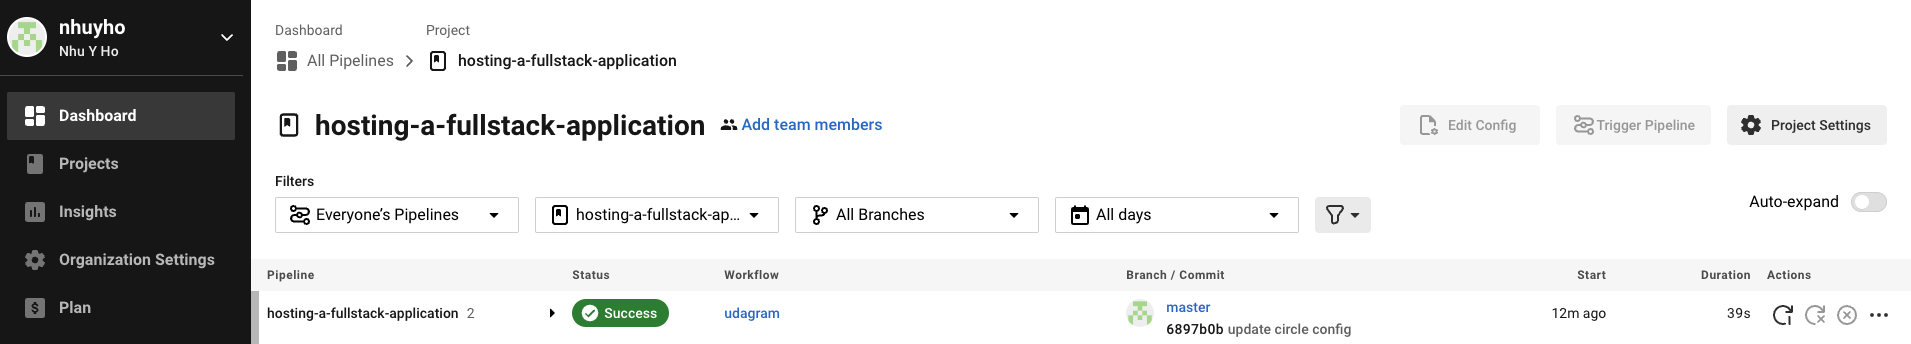 nhuyho
Nhu Y Ho
Dashboard
Projects
Insights
Organization Settings
Plan
Dashboard Project
All Pipelines hosting-a-fullstack-application
hosting-a-fullstack-application Add team members
Edit Config Trigger Pipeline Project Settings
Filters
Everyone’s Pipelines hosting-a-fullstack-ap... All Branches All days
Auto-expand
Pipeline Status Workflow Branch / Commit Start Duration Actions
hosting-a-fullstack-application 2 Success udagram master 12m ago 39s
6897b0b update circle config